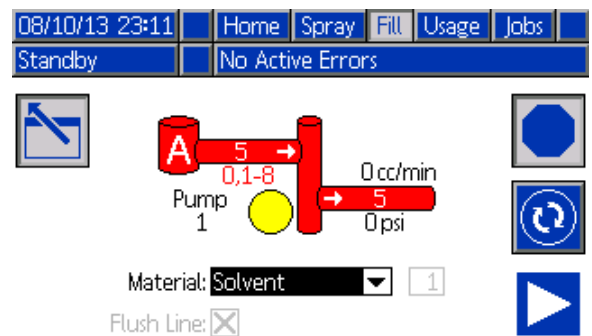 08/10/13 23:11 Home Spray Fill Usage Jobs
Standby No Active Errors
A 5
0,1-8 0 cc/min
Pump 5
1 0 psi
Material: Solvent 1
Flush Line: